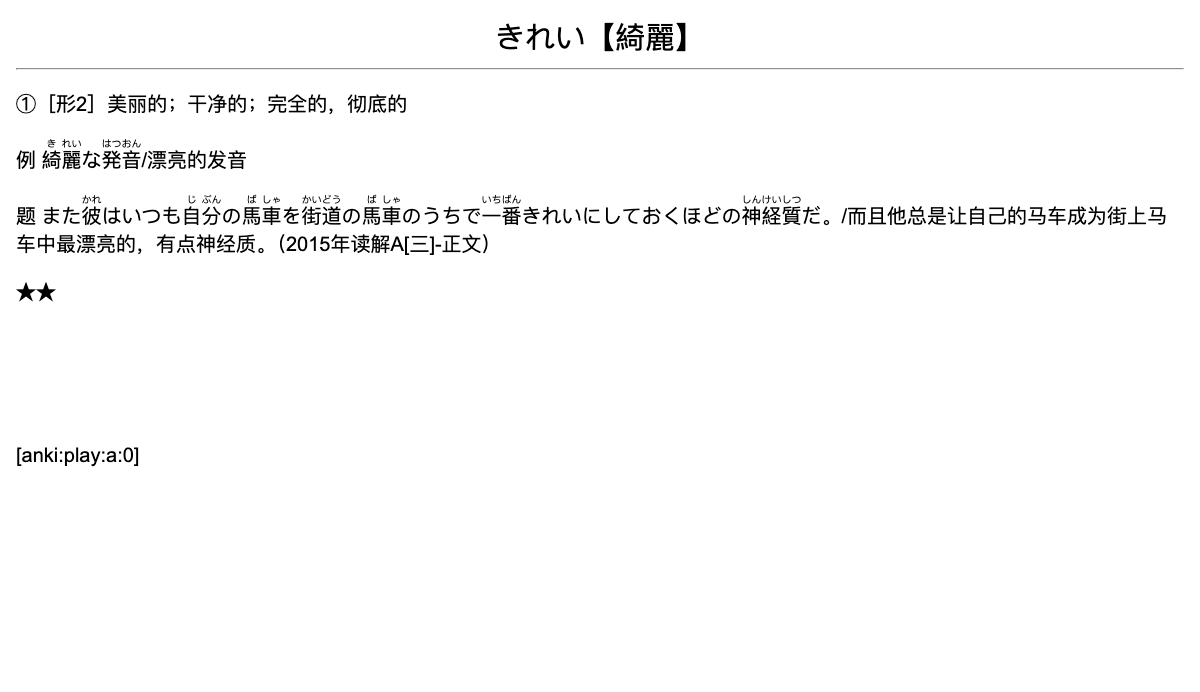 きれい【綺麗】
①［形2］美丽的；干净的；完全的，彻底的
き れい はつおん
例 綺麗な発音/漂亮的发音
かれ じ ぶん ば しゃ かいどう ば しゃ いちばん しんけいしつ
题 また彼はいつも自分の馬車を街道の馬車のうちで一番きれいにしておくほどの神経質だ。/而且他总是让自己的马车成为街上马
车中最漂亮的，有点神经质。（2015年读解A[三]-正文）
★★
[anki:play:a:0]